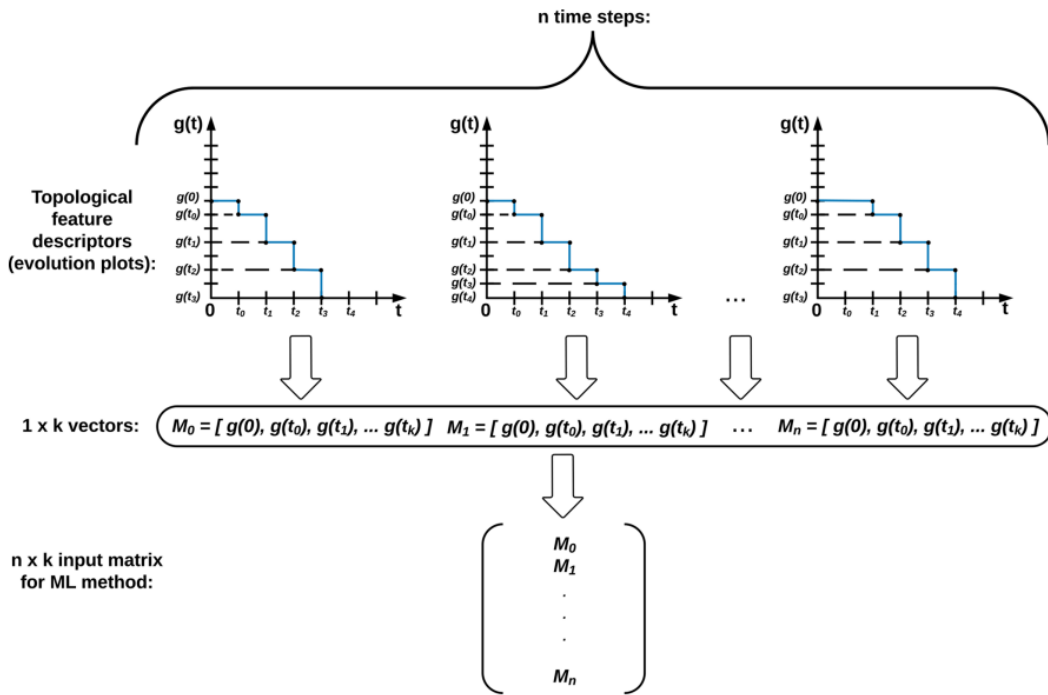 n time steps:
g(t) g(t) g(t)
Topological
feature
descriptors
(evolution plots):
g(0) g(0) g(0)
g(t₀) g(t₀) g(t₀)
g(t₁) g(t₁) g(t₁)
g(t₂) g(t₂) g(t₂)
g(t₃)
g(t₃) g(t₄) ... g(t₃)
0 t₀ t₁ t₂ t₃ t₄ t 0 t₀ t₁ t₂ t₃ t₄ t 0 t₀ t₁ t₂ t₃ t₄ t
1 x k vectors: M₀ = [ g(0), g(t₀), g(t₁), ... g(tₖ) ] M₁ = [ g(0), g(t₀), g(t₁), ... g(tₖ) ] ... Mₙ = [ g(0), g(t₀), g(t₁), ... g(tₖ) ]
n x k input matrix
for ML method:
M₀
M₁
.
.
.
Mₙ